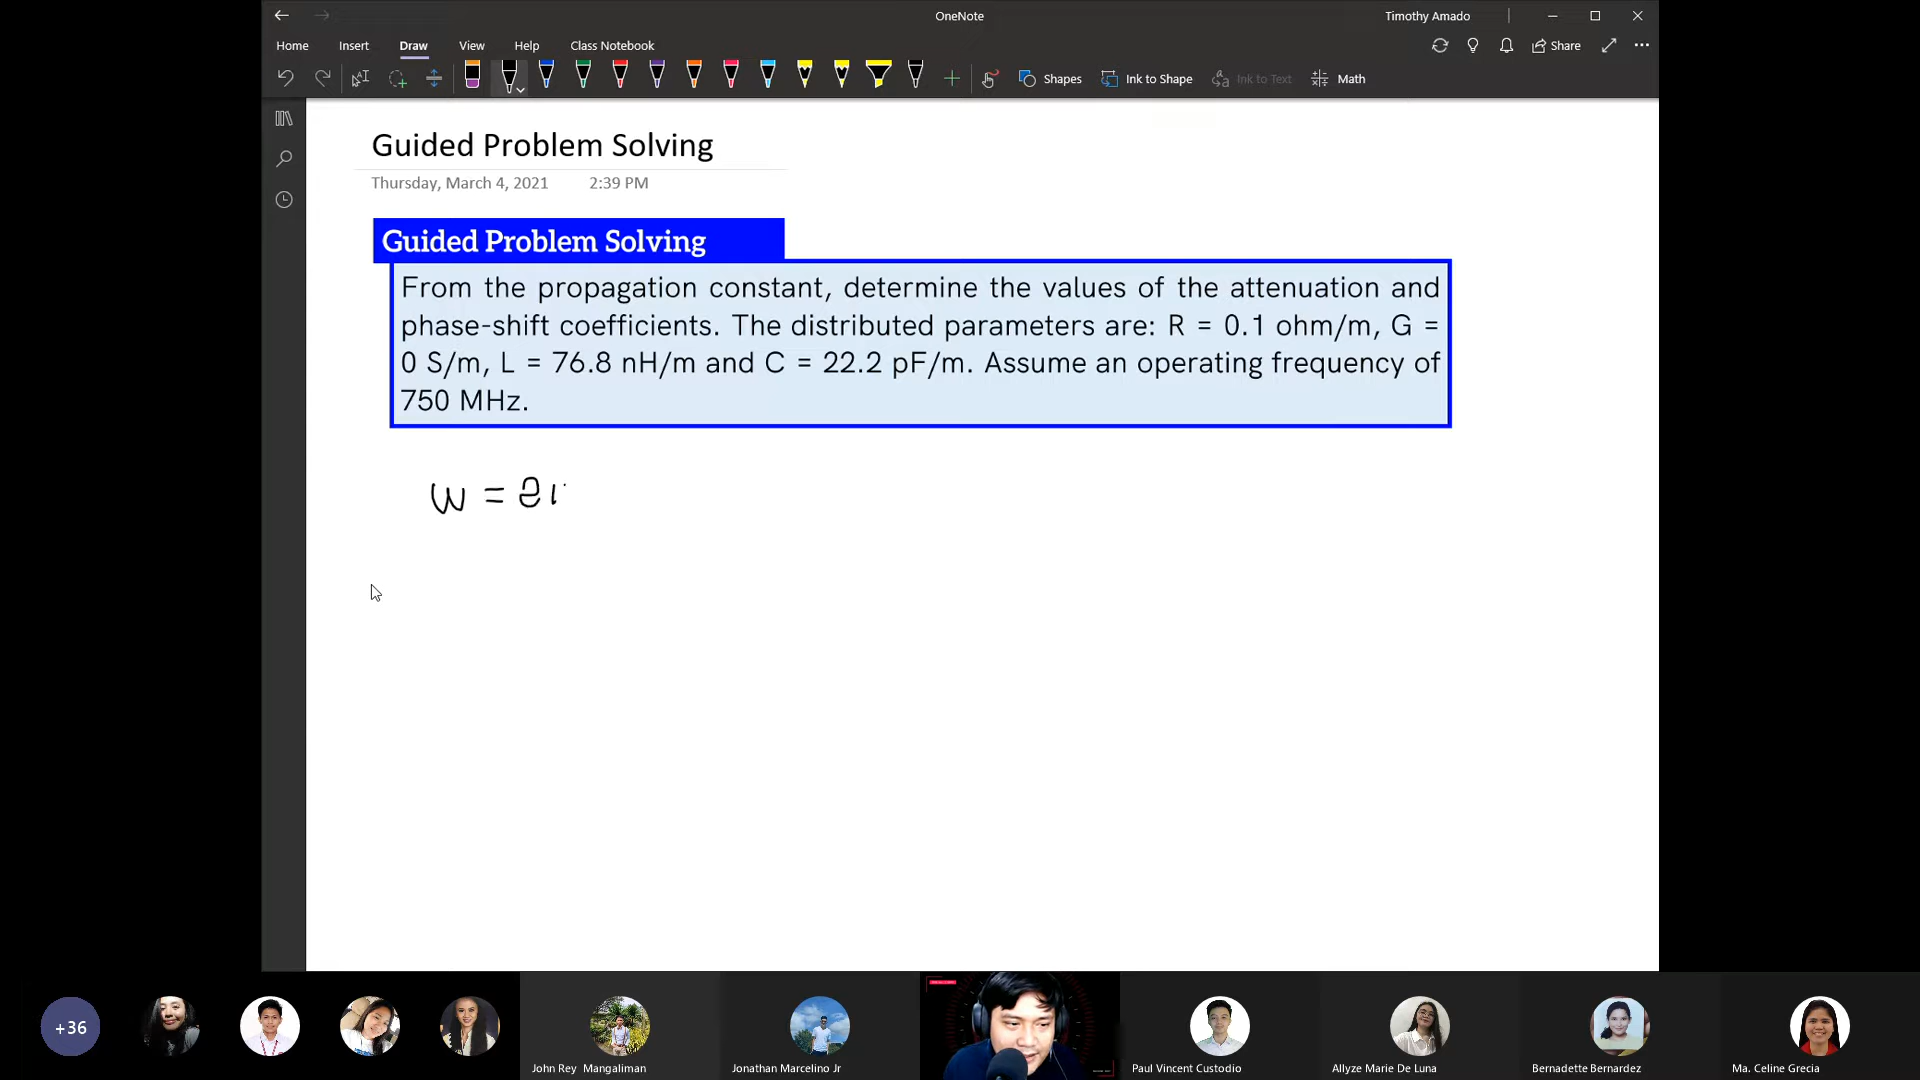 OneNote
Timothy Amado
Home Insert Draw View Help Class Notebook
Share
Shapes Ink to Shape Ink to Text Math
Guided Problem Solving
Thursday, March 4, 2021 2:39 PM
Guided Problem Solving
From the propagation constant, determine the values of the attenuation and
phase-shift coefficients. The distributed parameters are: R = 0.1 ohm/m, G =
0 S/m, L = 76.8 nH/m and C = 22.2 pF/m. Assume an operating frequency of
750 MHz.
w = 2
+36
John Rey Mangaliman
Jonathan Marcelino Jr
Paul Vincent Custodio
Allyze Marie De Luna
Bernadette Bernardez
Ma. Celine Grecia